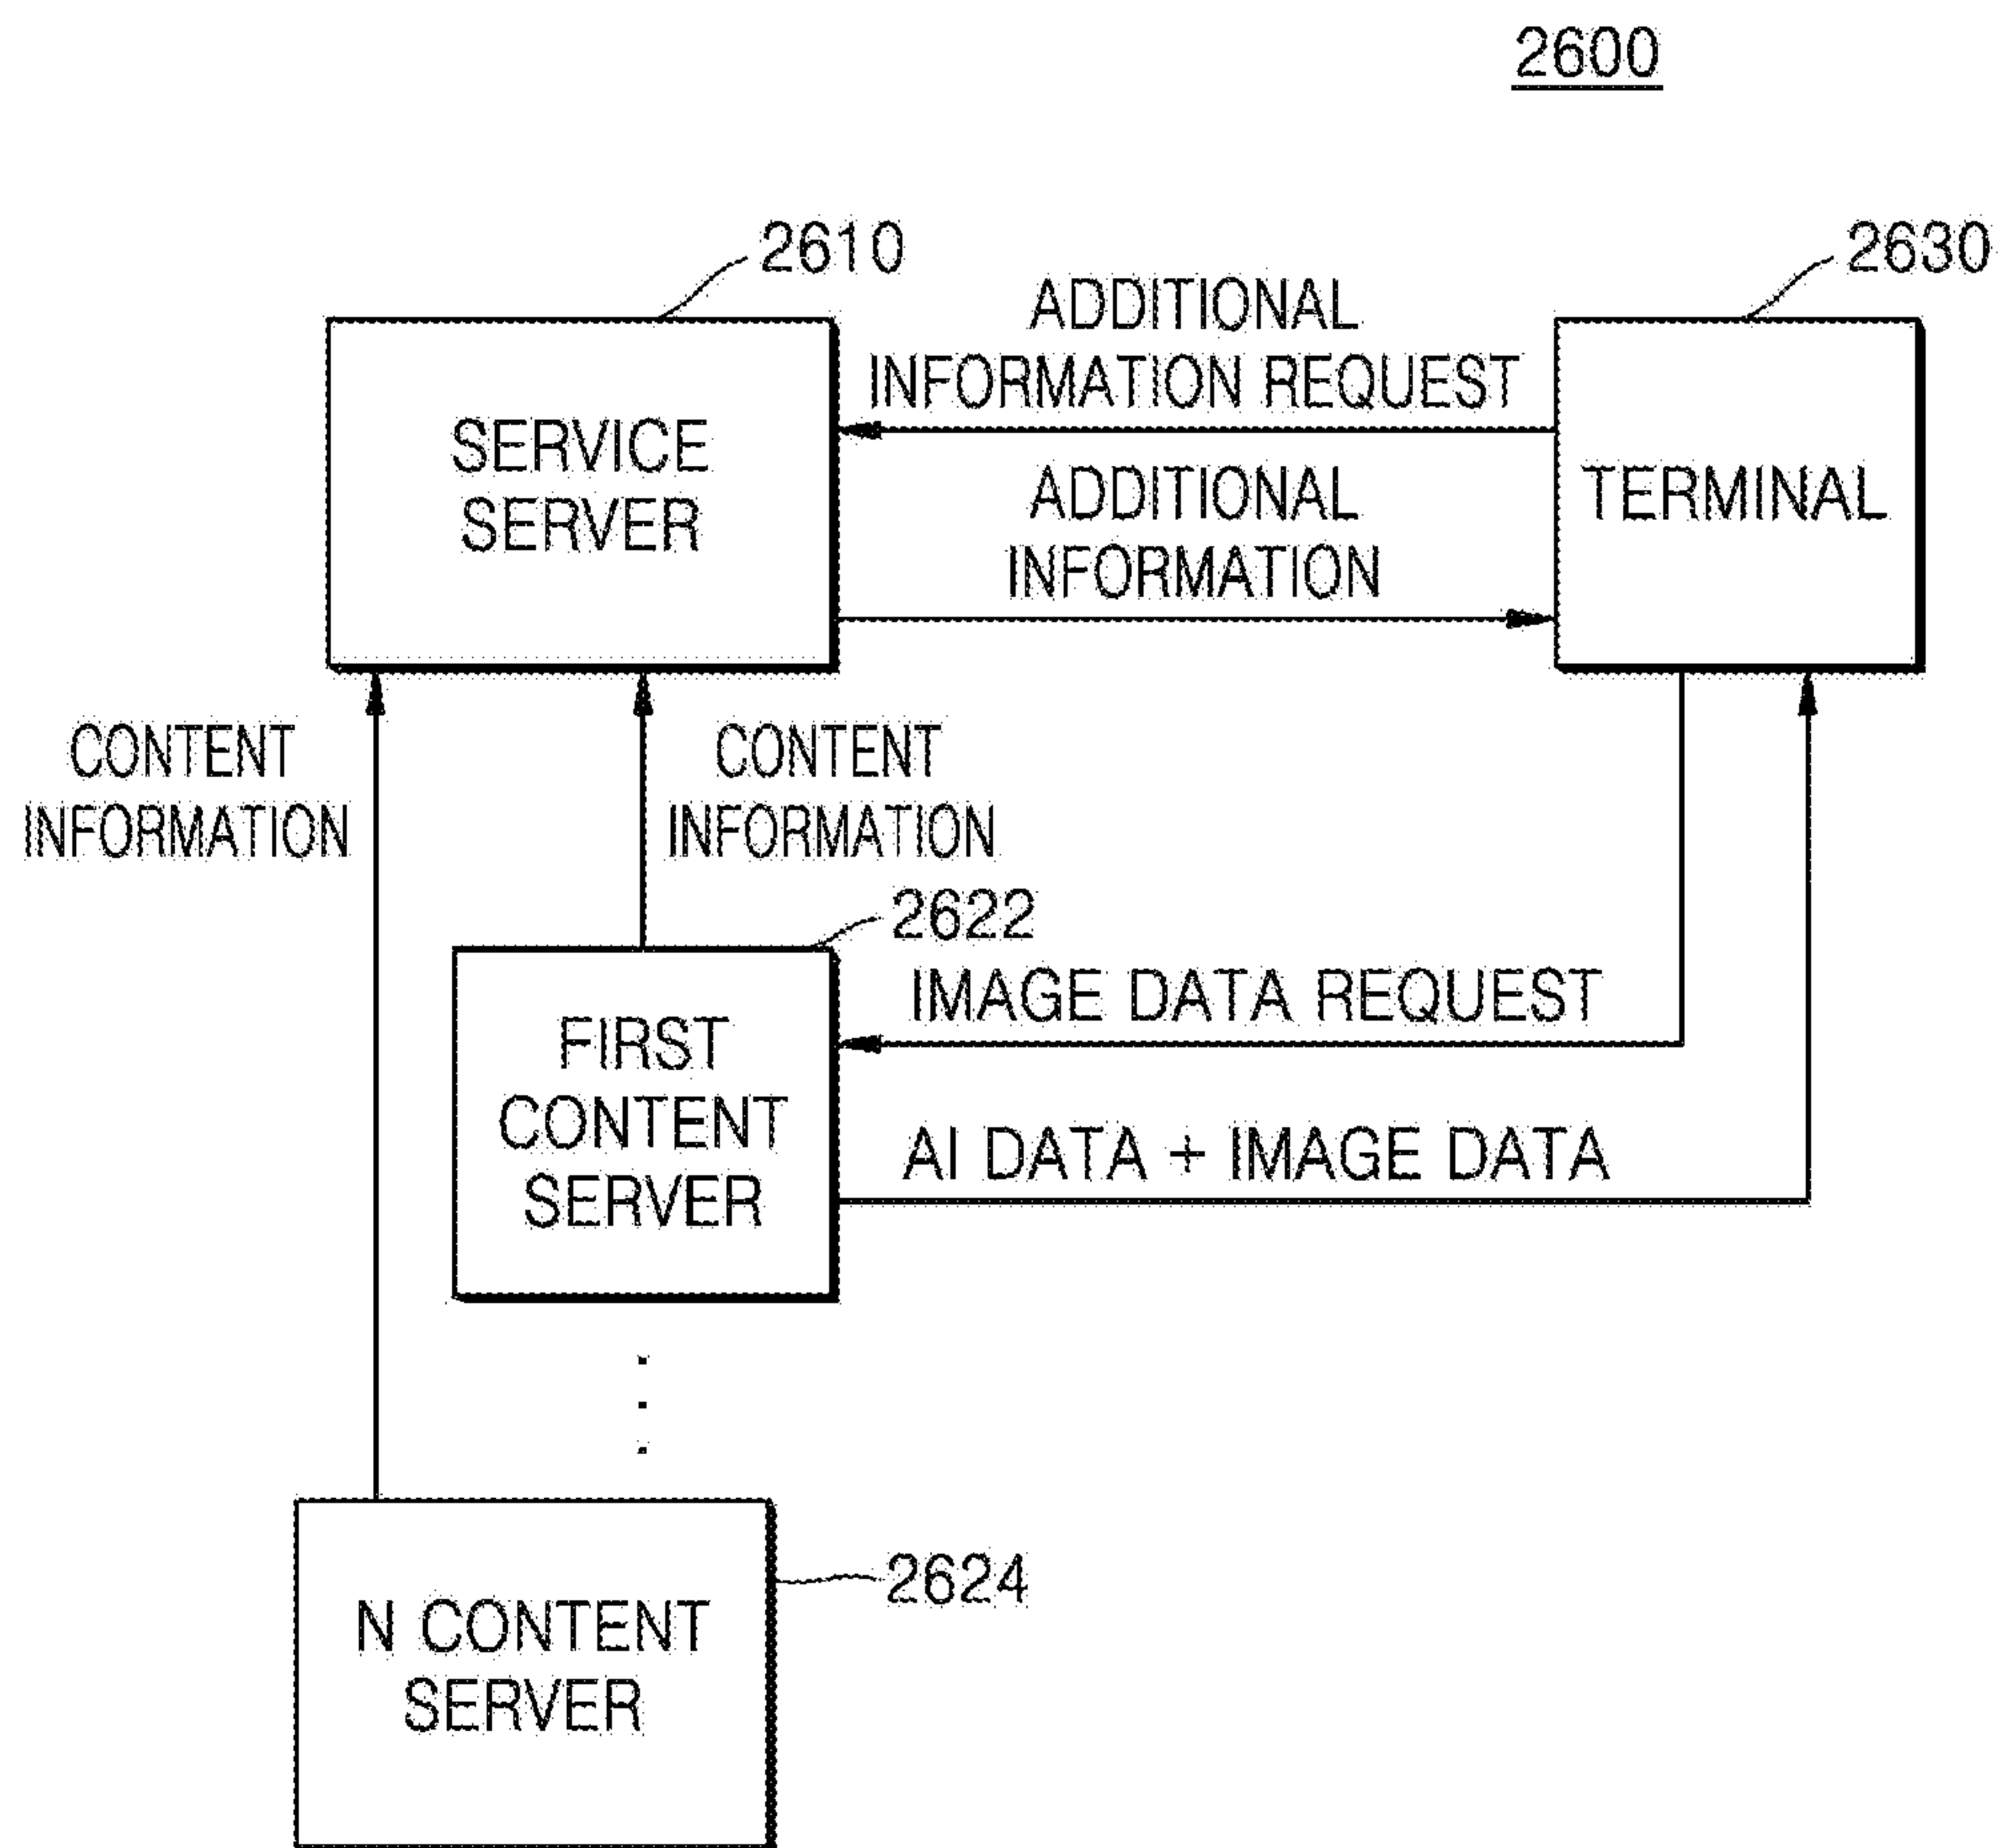 2600
2610
2630
ADDITIONAL
INFORMATION REQUEST
SERVICE
SERVER
ADDITIONAL
INFORMATION
TERMINAL
CONTENT
INFORMATION
CONTENT
INFORMATION
2622
IMAGE DATA REQUEST
FIRST
CONTENT
SERVER
AI DATA + IMAGE DATA
2624
N CONTENT
SERVER